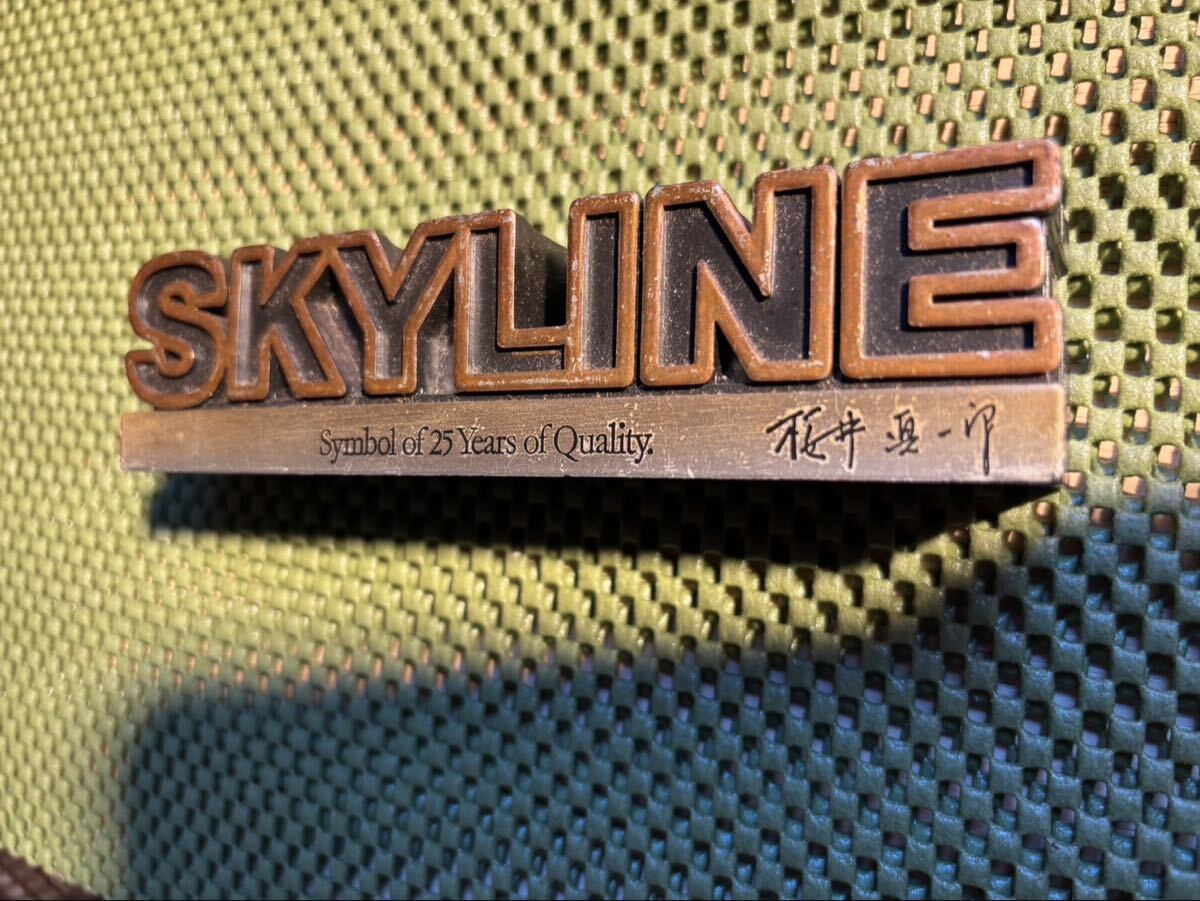 SKYLINE
Symbol of 25 Years of Quality. 桜井眞一郎